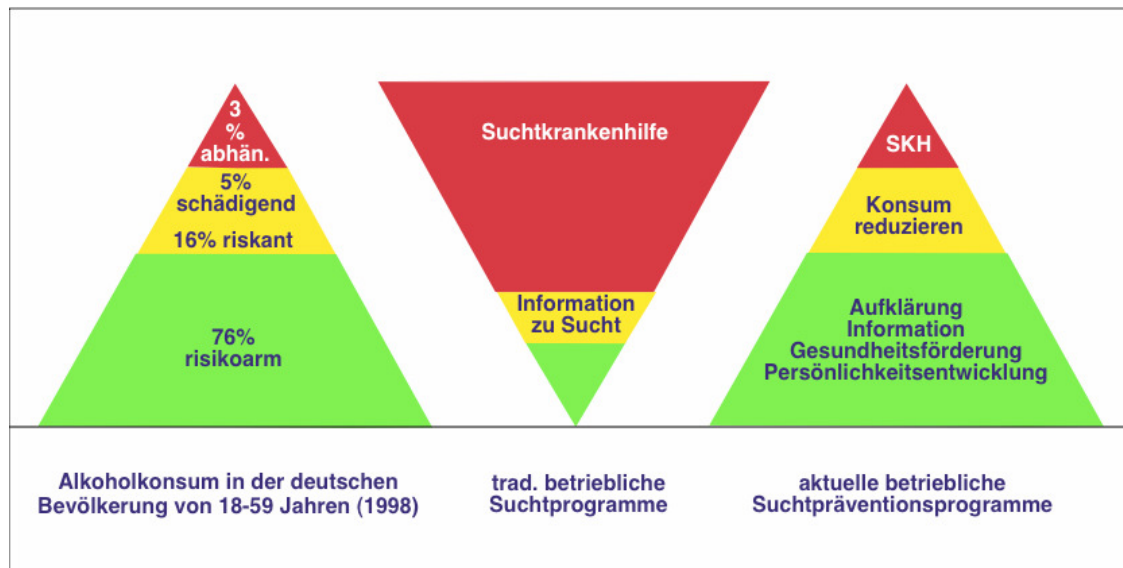 3
%
abhän.
5%
schädigend
16% riskant
76%
risikoarm
Suchtkrankenhilfe
Information
zu Sucht
SKH
Konsum
reduzieren
Aufklärung
Information
Gesundheitsförderung
Persönlichkeitsentwicklung
Alkoholkonsum in der deutschen
Bevölkerung von 18-59 Jahren (1998)
trad. betriebliche
Suchtprogramme
aktuelle betriebliche
Suchtpräventionsprogramme